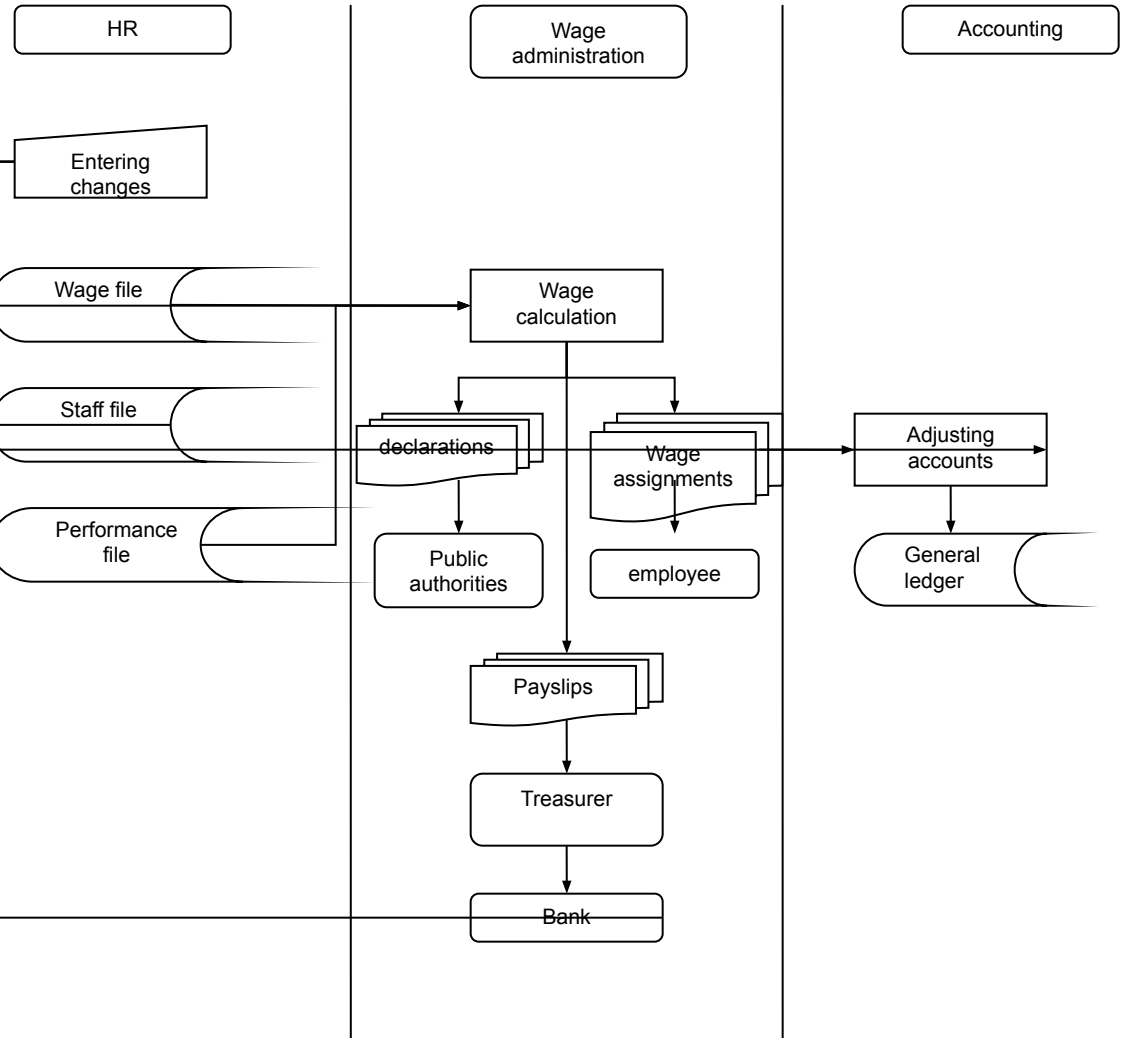 HR
Wage
administration
Accounting
Entering
changes
Wage file
Wage
calculation
Staff file
declarations
Wage
assignments
Adjusting
accounts
Performance
file
Public
authorities
employee
General
ledger
Payslips
Treasurer
Bank